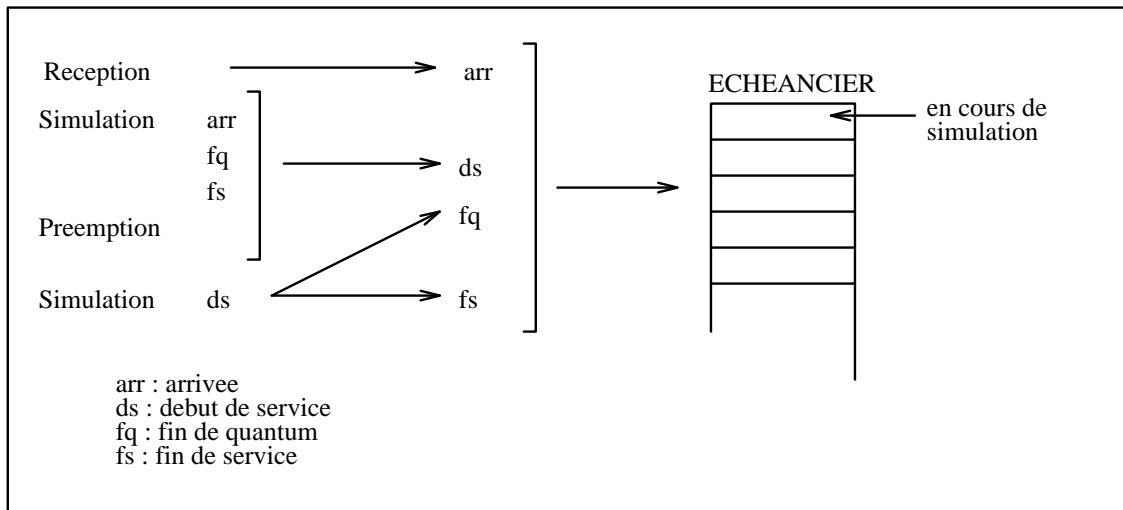 Reception arr
Simulation arr
fq
fs
Preemption
ds
fq
Simulation ds fs
ECHEANCIER
en cours de
simulation
arr : arrivee
ds : debut de service
fq : fin de quantum
fs : fin de service